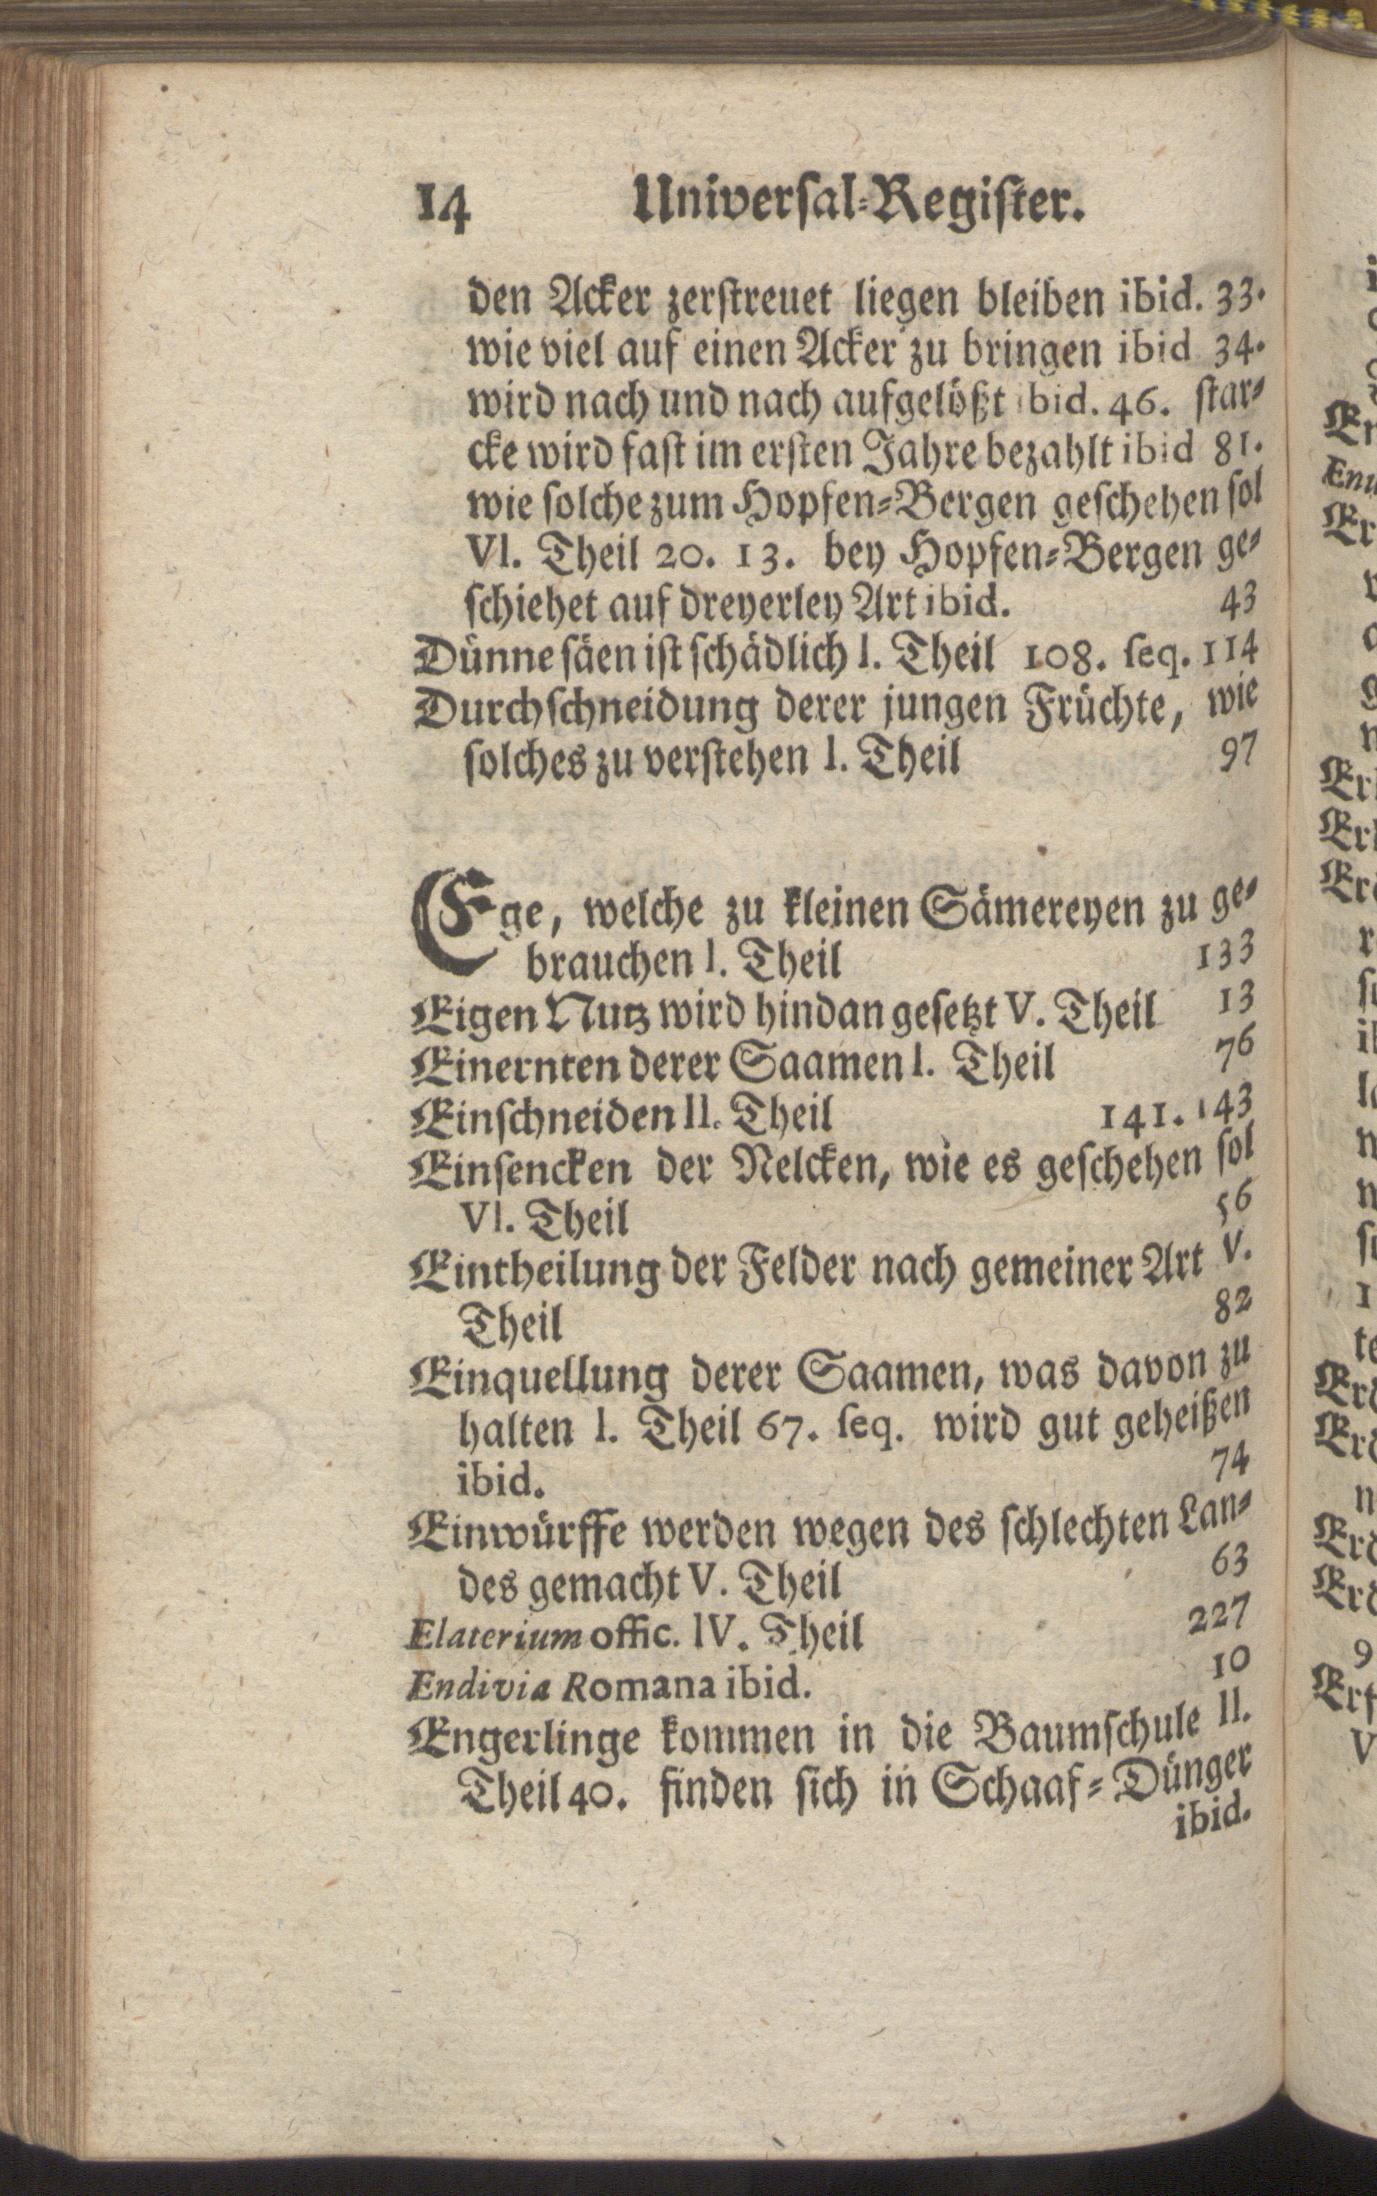 14 Universal-Register.
den Acker zerstreuet liegen bleiben ibid. 33.
wie viel auf einen Acker zu bringen ibid 34.
wird nach und nach aufgelößt ibid. 46. star-
cke wird fast im ersten Jahre bezahlt ibid 81.
wie solche zum Hopfen-Bergen geschehen sol
VI. Theil 20. 13. bey Hopfen-Bergen ge-
schiehet auf dreyerley Art ibid. 43
Dünne säen ist schädlich I. Theil 108. seq. 114
Durchschneidung derer jungen Früchte, wie
solches zu verstehen I. Theil 97
Ege, welche zu kleinen Sämereyen zu ge-
brauchen I. Theil 133
Eigen Nutz wird hindan gesetzt V. Theil 13
Einernten derer Saamen I. Theil 76
Einschneiden II. Theil 141. 143
Einsencken der Nelcken, wie es geschehen sol
VI. Theil 56
Eintheilung der Felder nach gemeiner Art V.
Theil 82
Einquellung derer Saamen, was davon zu
halten I. Theil 67. seq. wird gut geheißen
ibid. 74
Einwürffe werden wegen des schlechten Lan-
des gemacht V. Theil 63
Elaterium offic. IV. Theil 227
Endivia Romana ibid. 10
Engerlinge kommen in die Baumschule II.
Theil 40. finden sich in Schaaf-Dünger
ibid.